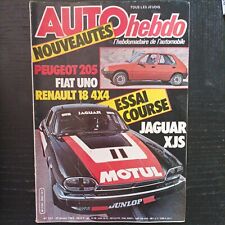 TOUS LES JEUDIS
AUTO hebdo
l'hebdomadaire de l'automobile
NOUVEAUTES
PEUGEOT 205
FIAT UNO
RENAULT 18 4X4
ESSAI
COURSE
JAGUAR
XJS
JAGUAR
11
MOTUL
DUNLOP